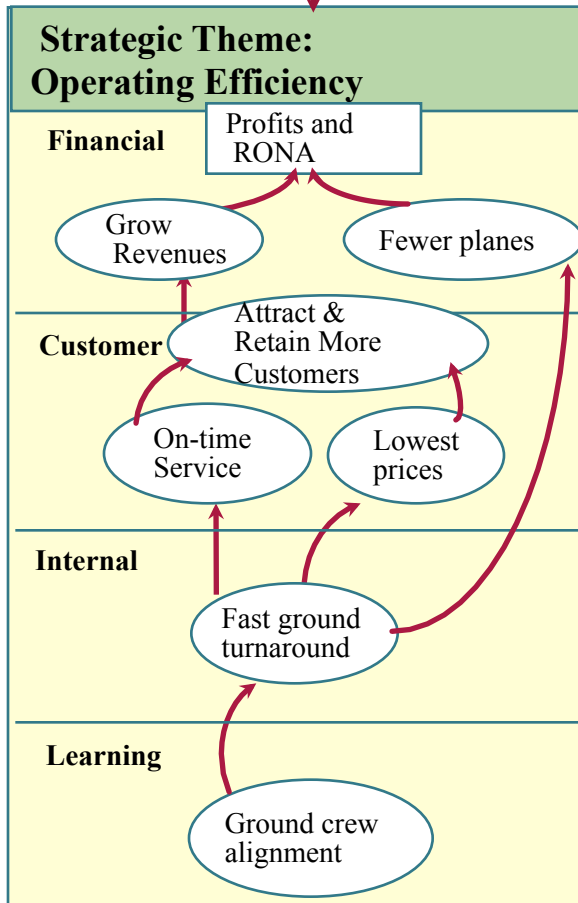 Strategic Theme:
Operating Efficiency
Financial
Profits and
RONA
Grow
Revenues
Fewer planes
Customer
Attract &
Retain More
Customers
On-time
Service
Lowest
prices
Internal
Fast ground
turnaround
Learning
Ground crew
alignment